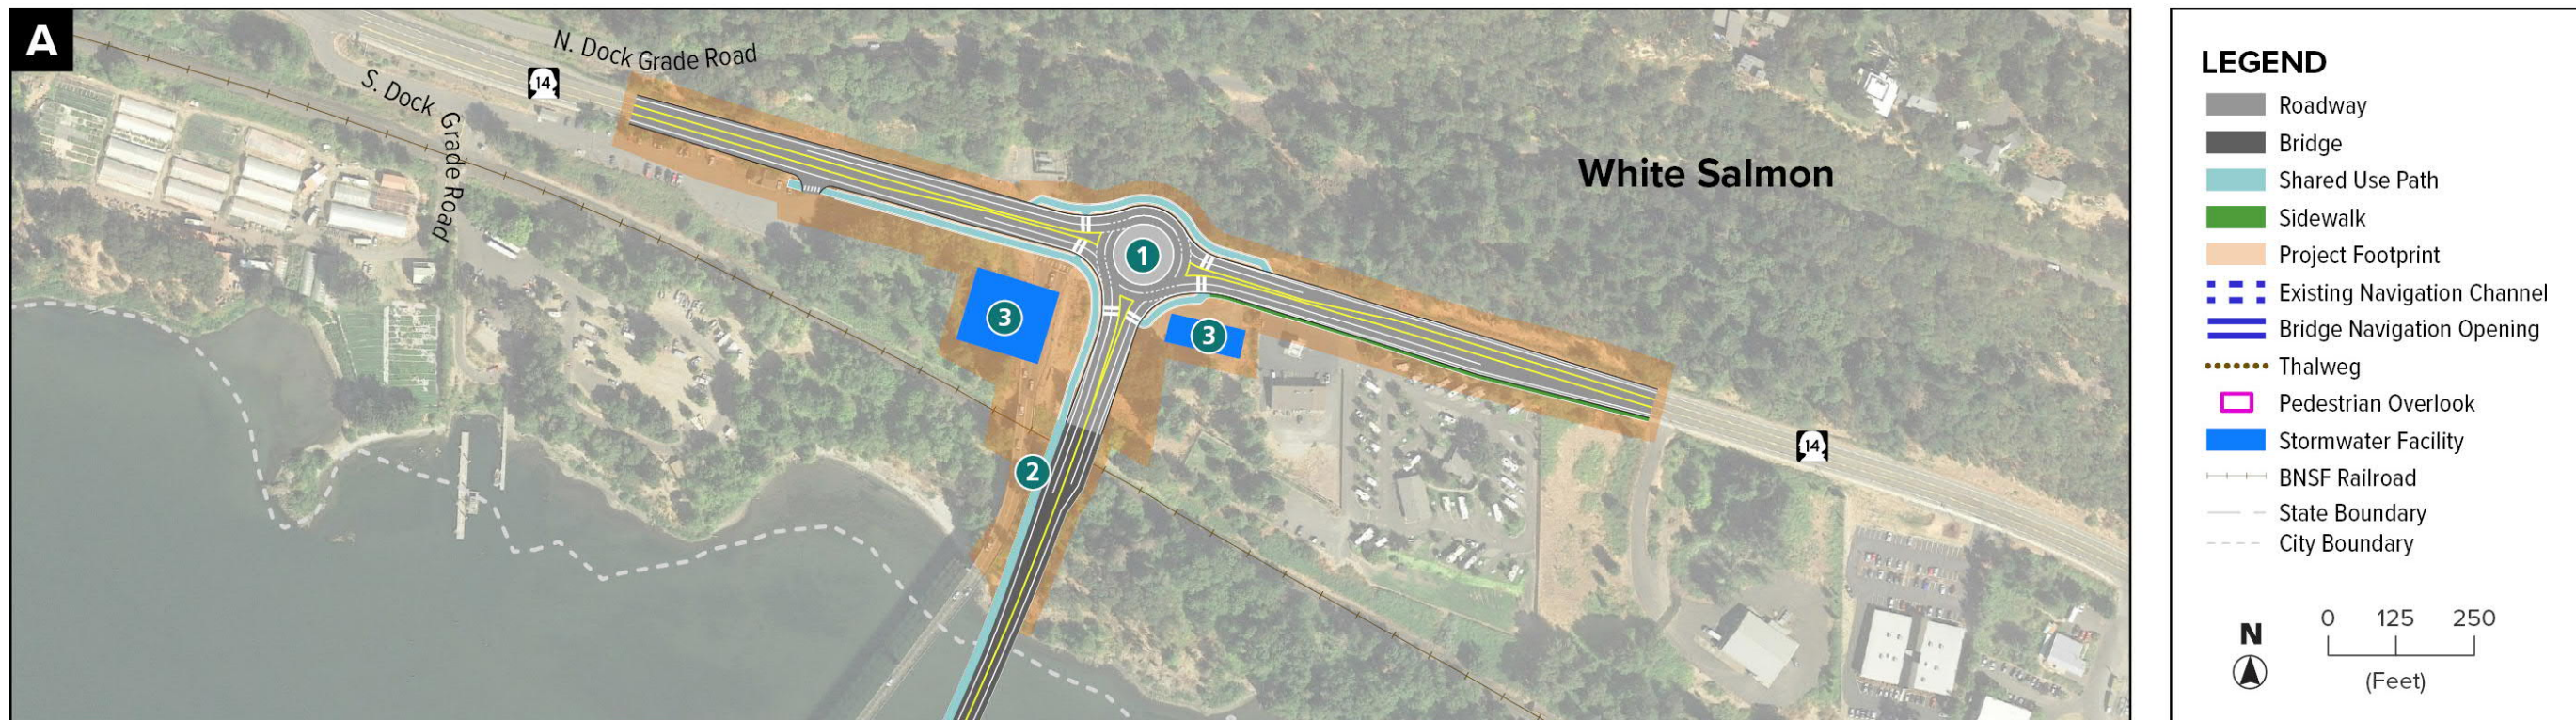 A
N. Dock Grade Road
14
S. Dock Grade Road
White Salmon
1
3
3
2
14
LEGEND
Roadway
Bridge
Shared Use Path
Sidewalk
Project Footprint
Existing Navigation Channel
Bridge Navigation Opening
Thalweg
Pedestrian Overlook
Stormwater Facility
BNSF Railroad
State Boundary
City Boundary
N
0 125 250
(Feet)